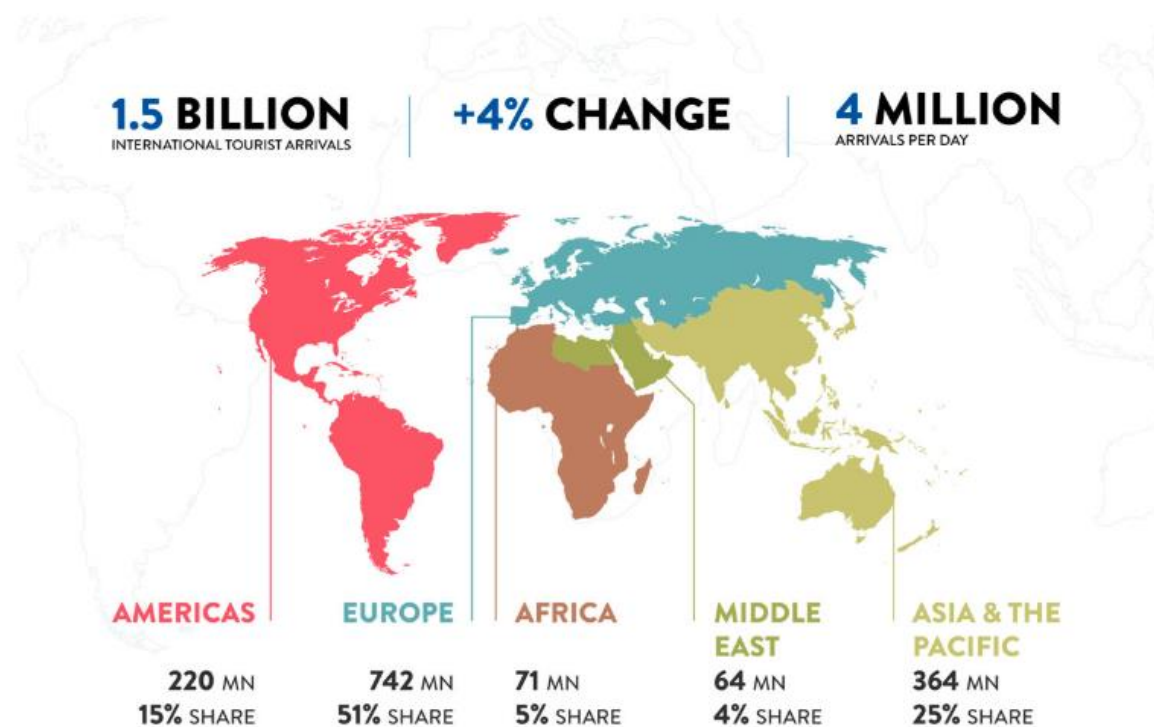 1.5 BILLION
INTERNATIONAL TOURIST ARRIVALS
+4% CHANGE
4 MILLION
ARRIVALS PER DAY
AMERICAS
220 MN
15% SHARE
EUROPE
742 MN
51% SHARE
AFRICA
71 MN
5% SHARE
MIDDLE
EAST
64 MN
4% SHARE
ASIA & THE
PACIFIC
364 MN
25% SHARE